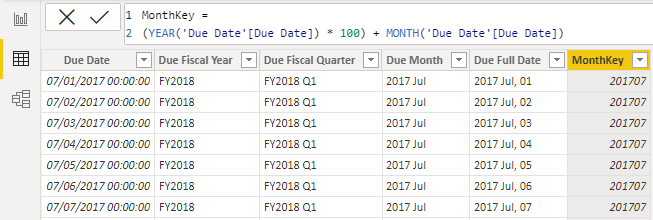 1 MonthKey =
2 (YEAR('Due Date'[Due Date]) * 100) + MONTH('Due Date'[Due Date])
Due Date Due Fiscal Year Due Fiscal Quarter Due Month Due Full Date MonthKey
07/01/2017 00:00:00 FY2018 FY2018 Q1 2017 Jul 2017 Jul, 01 201707
07/02/2017 00:00:00 FY2018 FY2018 Q1 2017 Jul 2017 Jul, 02 201707
07/03/2017 00:00:00 FY2018 FY2018 Q1 2017 Jul 2017 Jul, 03 201707
07/04/2017 00:00:00 FY2018 FY2018 Q1 2017 Jul 2017 Jul, 04 201707
07/05/2017 00:00:00 FY2018 FY2018 Q1 2017 Jul 2017 Jul, 05 201707
07/06/2017 00:00:00 FY2018 FY2018 Q1 2017 Jul 2017 Jul, 06 201707
07/07/2017 00:00:00 FY2018 FY2018 Q1 2017 Jul 2017 Jul, 07 201707